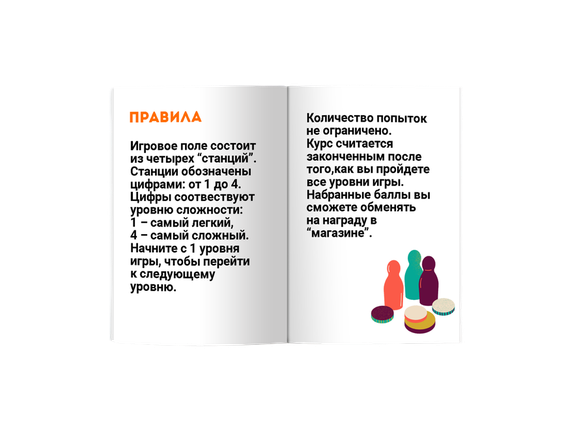 ПРАВИЛА
Игровое поле состоит
из четырех “станций”.
Станции обозначены
цифрами: от 1 до 4.
Цифры соотвествуют
уровню сложности:
1 – самый легкий,
4 – самый сложный.
Начните с 1 уровня
игры, чтобы перейти
к следующему
уровню.
Количество попыток
не ограничено.
Курс считается
законченным после
того,как вы пройдете
все уровни игры.
Набранные баллы вы
сможете обменять
на награду в
“магазине”.